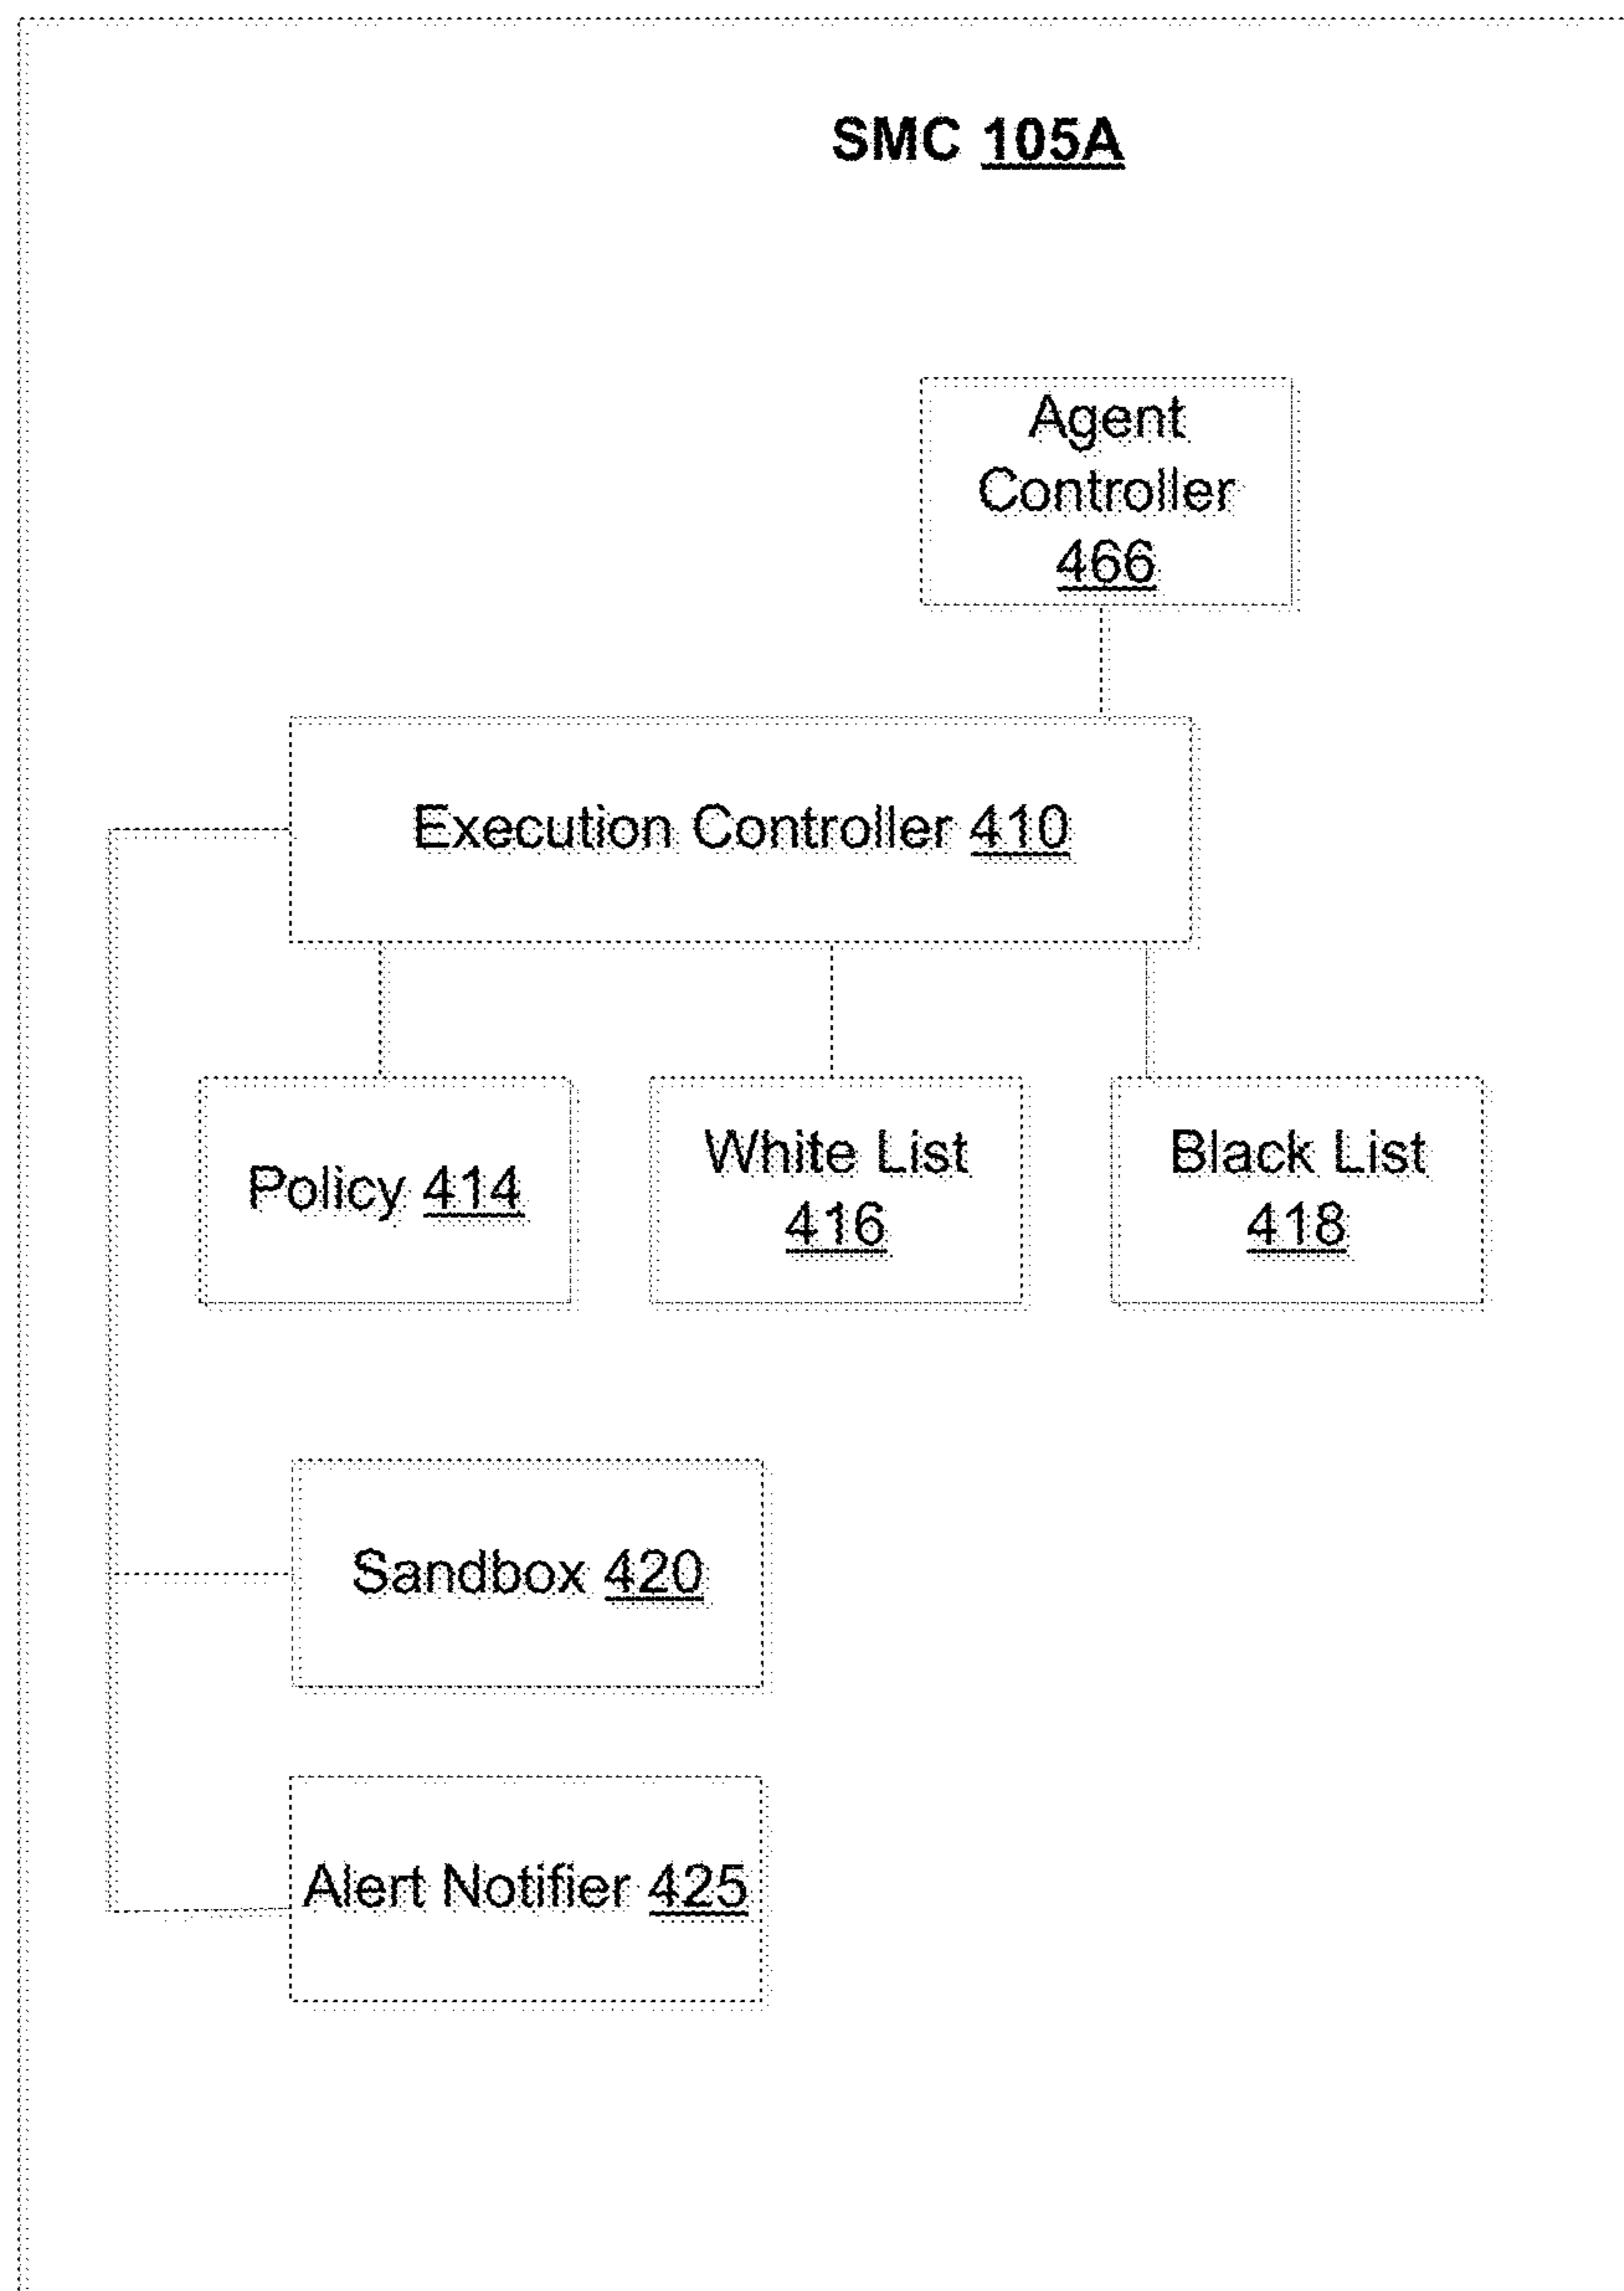 SMC 105A
Agent
Controller
466
Execution Controller 410
Policy 414
White List
416
Black List
418
Sandbox 420
Alert Notifier 425